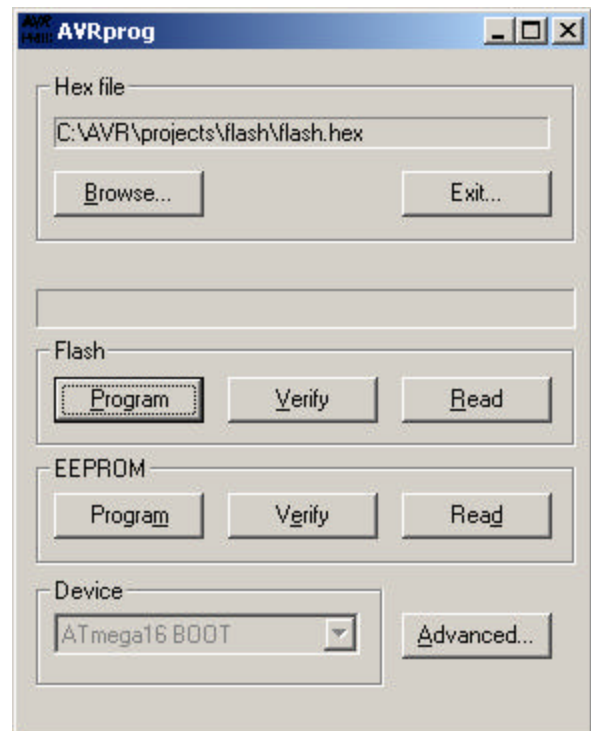 AVRprog
Hex file
C:\AVR\projects\flash\flash.hex
Browse... Exit...
Flash
Program Verify Read
EEPROM
Program Verify Read
Device
ATmega16 BOOT Advanced...